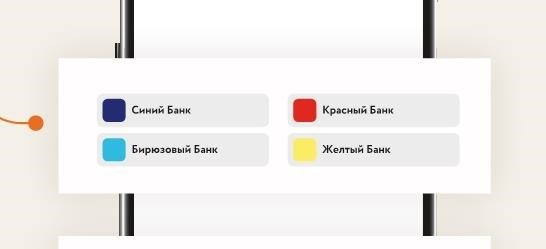 Синий Банк
Красный Банк
Бирюзовый Банк
Желтый Банк